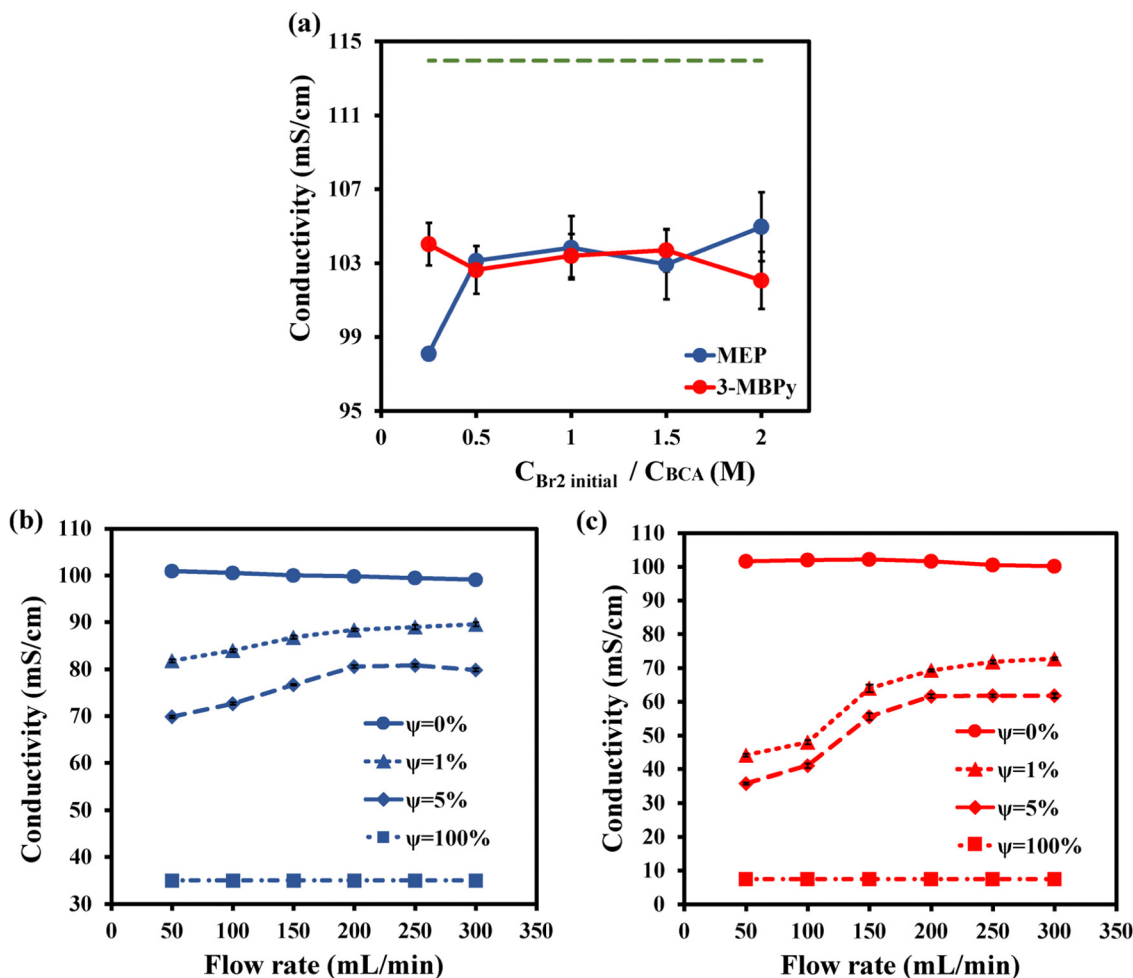 (a)
115
111
107
103
99
95
Conductivity (mS/cm)
MEP
3-MBPy
0 0.5 1 1.5 2
C_Br2 initial / C_BCA (M)
(b)
110
100
90
80
70
60
50
40
30
Conductivity (mS/cm)
ψ=0%
ψ=1%
ψ=5%
ψ=100%
0 50 100 150 200 250 300 350
Flow rate (mL/min)
(c)
110
100
90
80
70
60
50
40
30
20
10
0
Conductivity (mS/cm)
ψ=0%
ψ=1%
ψ=5%
ψ=100%
0 50 100 150 200 250 300 350
Flow rate (mL/min)